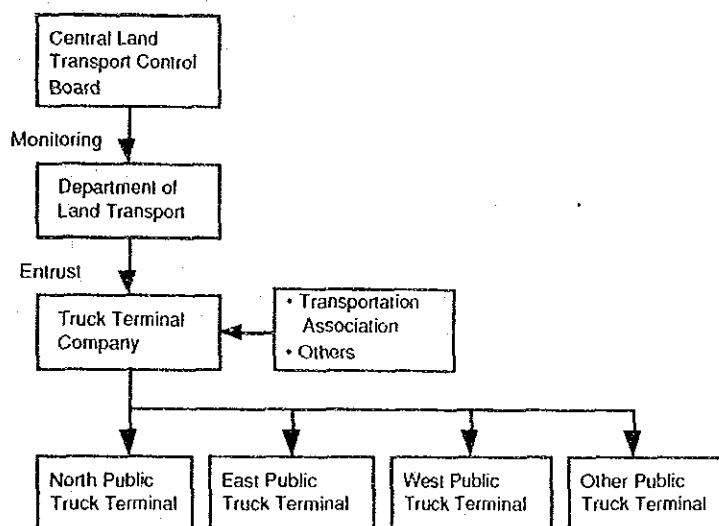 Central Land
Transport Control
Board
Monitoring
Department of
Land Transport
Entrust
Truck Terminal
Company
• Transportation
Association
• Others
North Public
Truck Terminal
East Public
Truck Terminal
West Public
Truck Terminal
Other Public
Truck Terminal